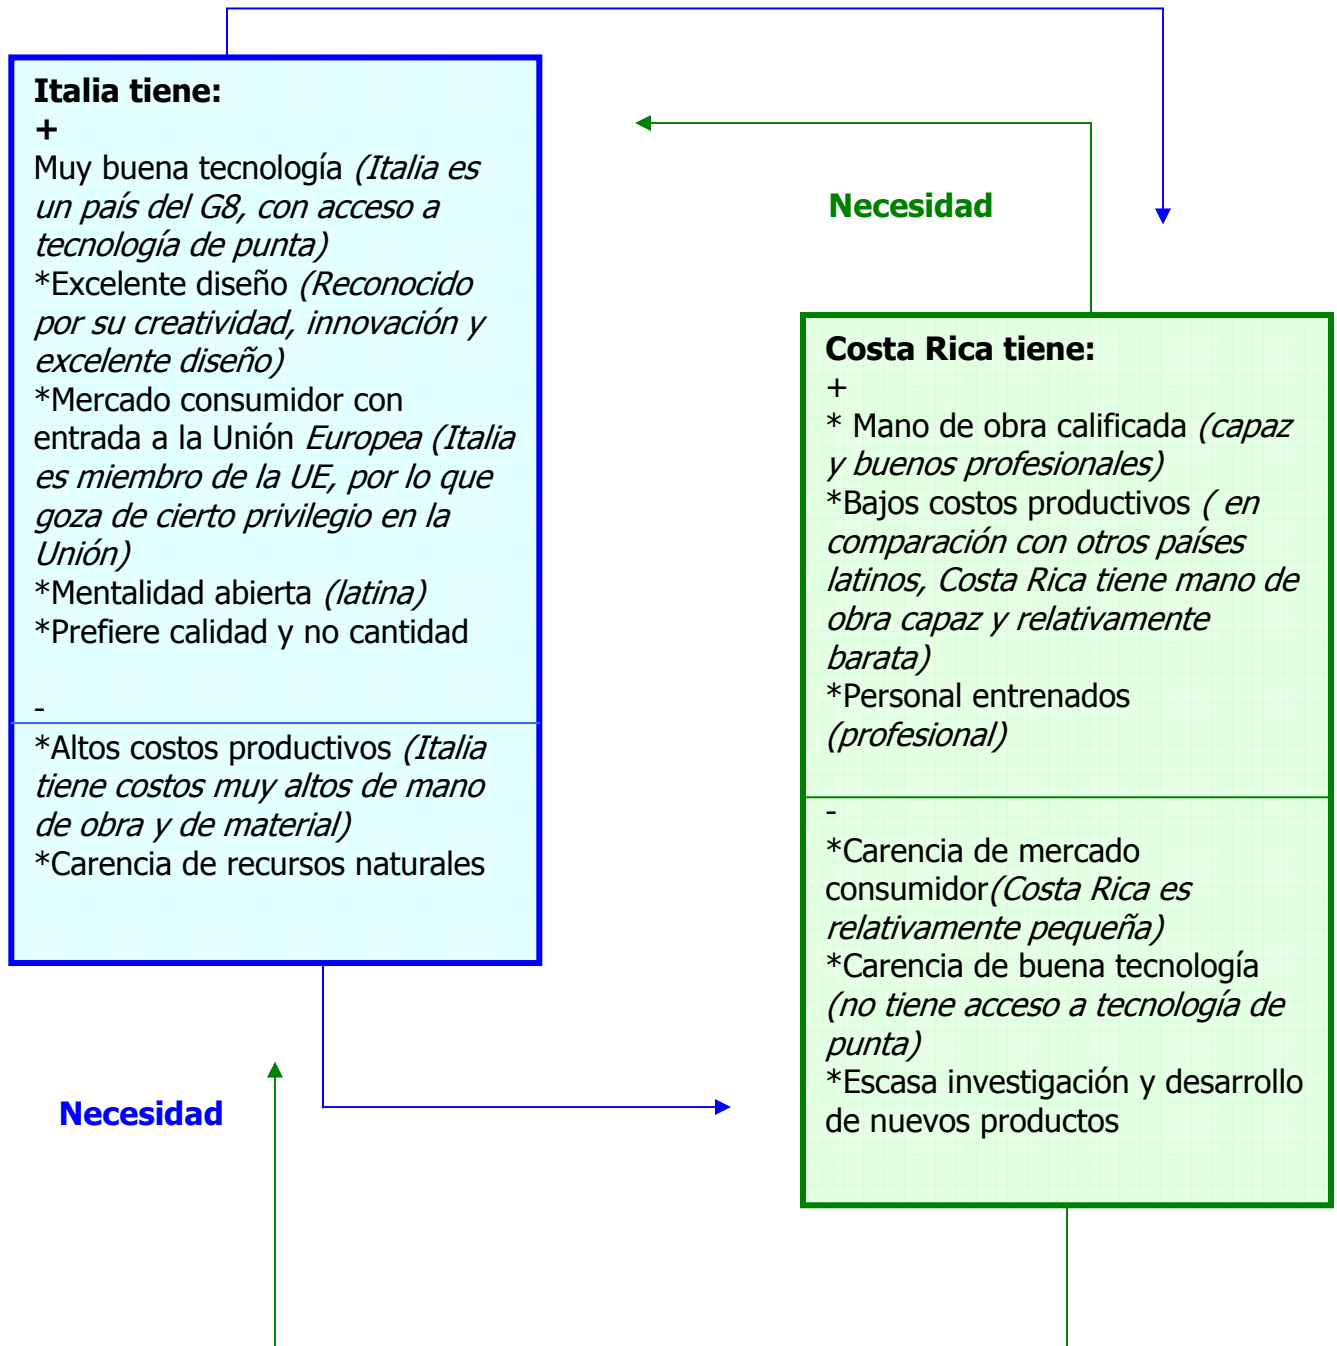 Italia tiene:
+
Muy buena tecnología (Italia es
un país del G8, con acceso a
tecnología de punta)
*Excelente diseño (Reconocido
por su creatividad, innovación y
excelente diseño)
*Mercado consumidor con
entrada a la Unión Europea (Italia
es miembro de la UE, por lo que
goza de cierto privilegio en la
Unión)
*Mentalidad abierta (latina)
*Prefiere calidad y no cantidad
-
*Altos costos productivos (Italia
tiene costos muy altos de mano
de obra y de material)
*Carencia de recursos naturales
Necesidad
Necesidad
Costa Rica tiene:
+
* Mano de obra calificada (capaz
y buenos profesionales)
*Bajos costos productivos ( en
comparación con otros países
latinos, Costa Rica tiene mano de
obra capaz y relativamente
barata)
*Personal entrenados
(profesional)
-
*Carencia de mercado
consumidor(Costa Rica es
relativamente pequeña)
*Carencia de buena tecnología
(no tiene acceso a tecnología de
punta)
*Escasa investigación y desarrollo
de nuevos productos